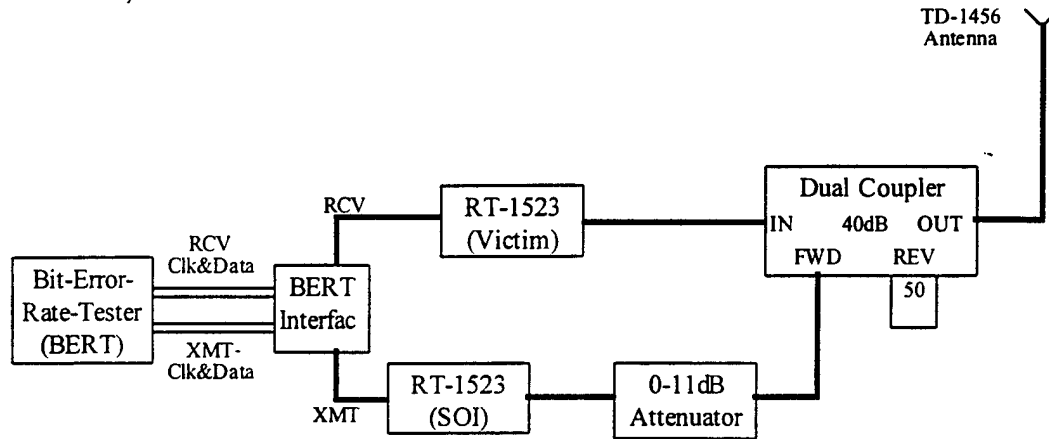 TD-1456
Antenna
Dual Coupler
IN 40dB OUT
FWD REV
50
RCV
RT-1523
(Victim)
RCV
Clk&Data
Bit-Error-
Rate-Tester
(BERT)
BERT
Interfac
XMT-
Clk&Data
XMT
RT-1523
(SOI)
0-11dB
Attenuator